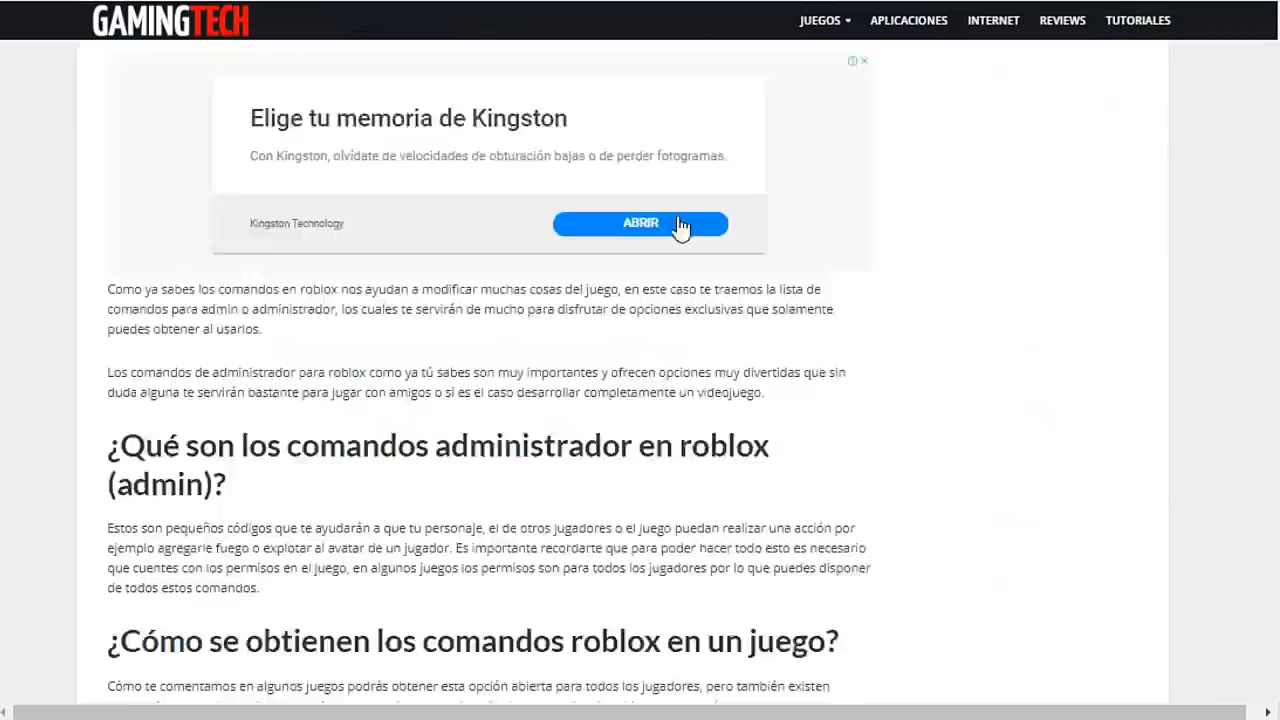 GAMINGTECH
JUEGOS APLICACIONES INTERNET REVIEWS TUTORIALES
Elige tu memoria de Kingston
Con Kingston, olvídate de velocidades de obturación bajas o de perder fotogramas.
Kingston Technology
ABRIR
Como ya sabes los comandos en roblox nos ayudan a modificar muchas cosas del juego, en este caso te traemos la lista de
comandos para admin o administrador, los cuales te servirán de mucho para disfrutar de opciones exclusivas que solamente
puedes obtener al usarlos.
Los comandos de administrador para roblox como ya tú sabes son muy importantes y ofrecen opciones muy divertidas que sin
duda alguna te servirán bastante para jugar con amigos o sí es el caso desarrollar completamente un videojuego.
¿Qué son los comandos administrador en roblox
(admin)?
Estos son pequeños códigos que te ayudarán a que tu personaje, el de otros jugadores o el juego puedan realizar una acción por
ejemplo agregarle fuego o explotar al avatar de un jugador. Es importante recordarte que para poder hacer todo esto es necesario
que cuentes con los permisos en el juego, en algunos juegos los permisos son para todos los jugadores por lo que puedes disponer
de todos estos comandos.
¿Cómo se obtienen los comandos roblox en un juego?
Cómo te comentamos en algunos juegos podrás obtener esta opción abierta para todos los jugadores, pero también existen